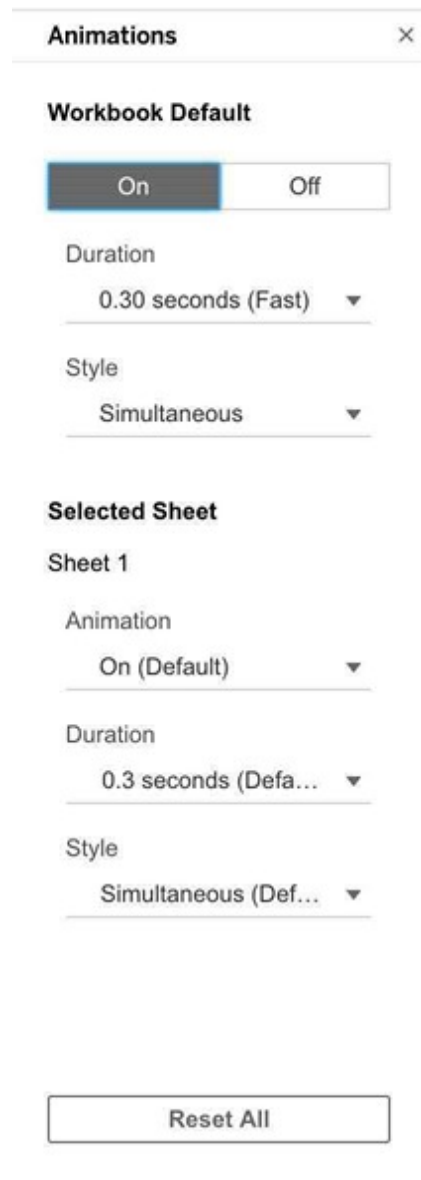 Animations
Workbook Default
On Off
Duration
0.30 seconds (Fast)
Style
Simultaneous
Selected Sheet
Sheet 1
Animation
On (Default)
Duration
0.3 seconds (Defa...
Style
Simultaneous (Def...
Reset All